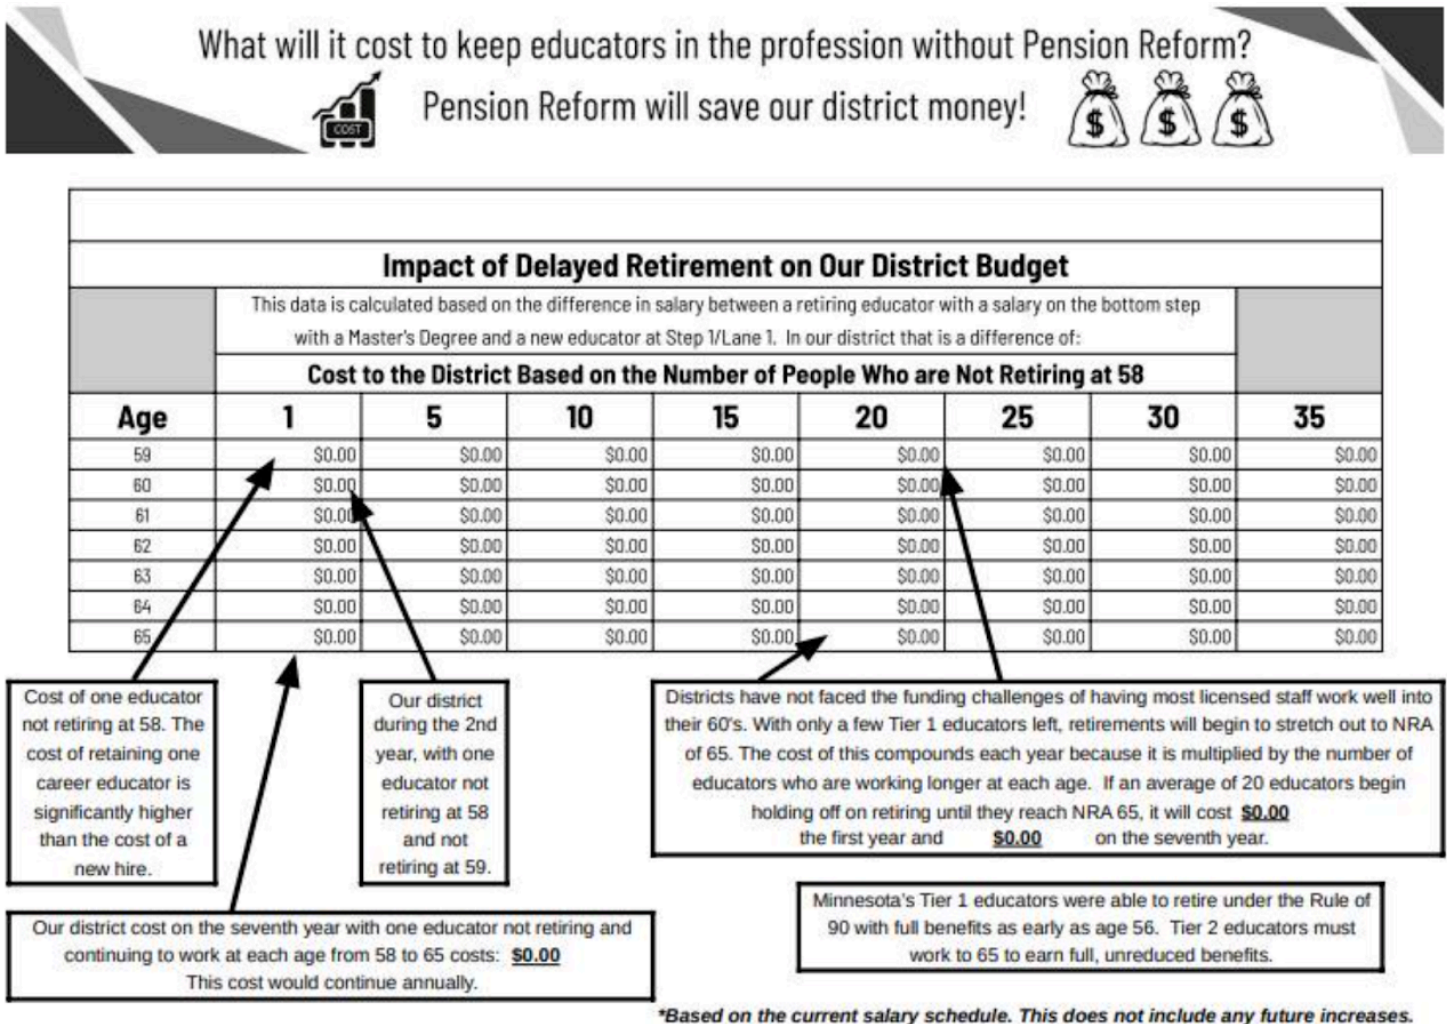 What will it cost to keep educators in the profession without Pension Reform?
COST
Pension Reform will save our district money!
$ $ $
Impact of Delayed Retirement on Our District Budget
This data is calculated based on the difference in salary between a retiring educator with a salary on the bottom step
with a Master's Degree and a new educator at Step 1/Lane 1. In our district that is a difference of:
Cost to the District Based on the Number of People Who are Not Retiring at 58
Age 1 5 10 15 20 25 30 35
59 $0.00 $0.00 $0.00 $0.00 $0.00 $0.00 $0.00 $0.00
60 $0.00 $0.00 $0.00 $0.00 $0.00 $0.00 $0.00 $0.00
61 $0.00 $0.00 $0.00 $0.00 $0.00 $0.00 $0.00 $0.00
62 $0.00 $0.00 $0.00 $0.00 $0.00 $0.00 $0.00 $0.00
63 $0.00 $0.00 $0.00 $0.00 $0.00 $0.00 $0.00 $0.00
64 $0.00 $0.00 $0.00 $0.00 $0.00 $0.00 $0.00 $0.00
65 $0.00 $0.00 $0.00 $0.00 $0.00 $0.00 $0.00 $0.00
Cost of one educator
not retiring at 58. The
cost of retaining one
career educator is
significantly higher
than the cost of a
new hire.
Our district
during the 2nd
year, with one
educator not
retiring at 58
and not
retiring at 59.
Districts have not faced the funding challenges of having most licensed staff work well into
their 60's. With only a few Tier 1 educators left, retirements will begin to stretch out to NRA
of 65. The cost of this compounds each year because it is multiplied by the number of
educators who are working longer at each age. If an average of 20 educators begin
holding off on retiring until they reach NRA 65, it will cost $0.00
the first year and $0.00 on the seventh year.
Our district cost on the seventh year with one educator not retiring and
continuing to work at each age from 58 to 65 costs: $0.00
This cost would continue annually.
Minnesota's Tier 1 educators were able to retire under the Rule of
90 with full benefits as early as age 56. Tier 2 educators must
work to 65 to earn full, unreduced benefits.
*Based on the current salary schedule. This does not include any future increases.